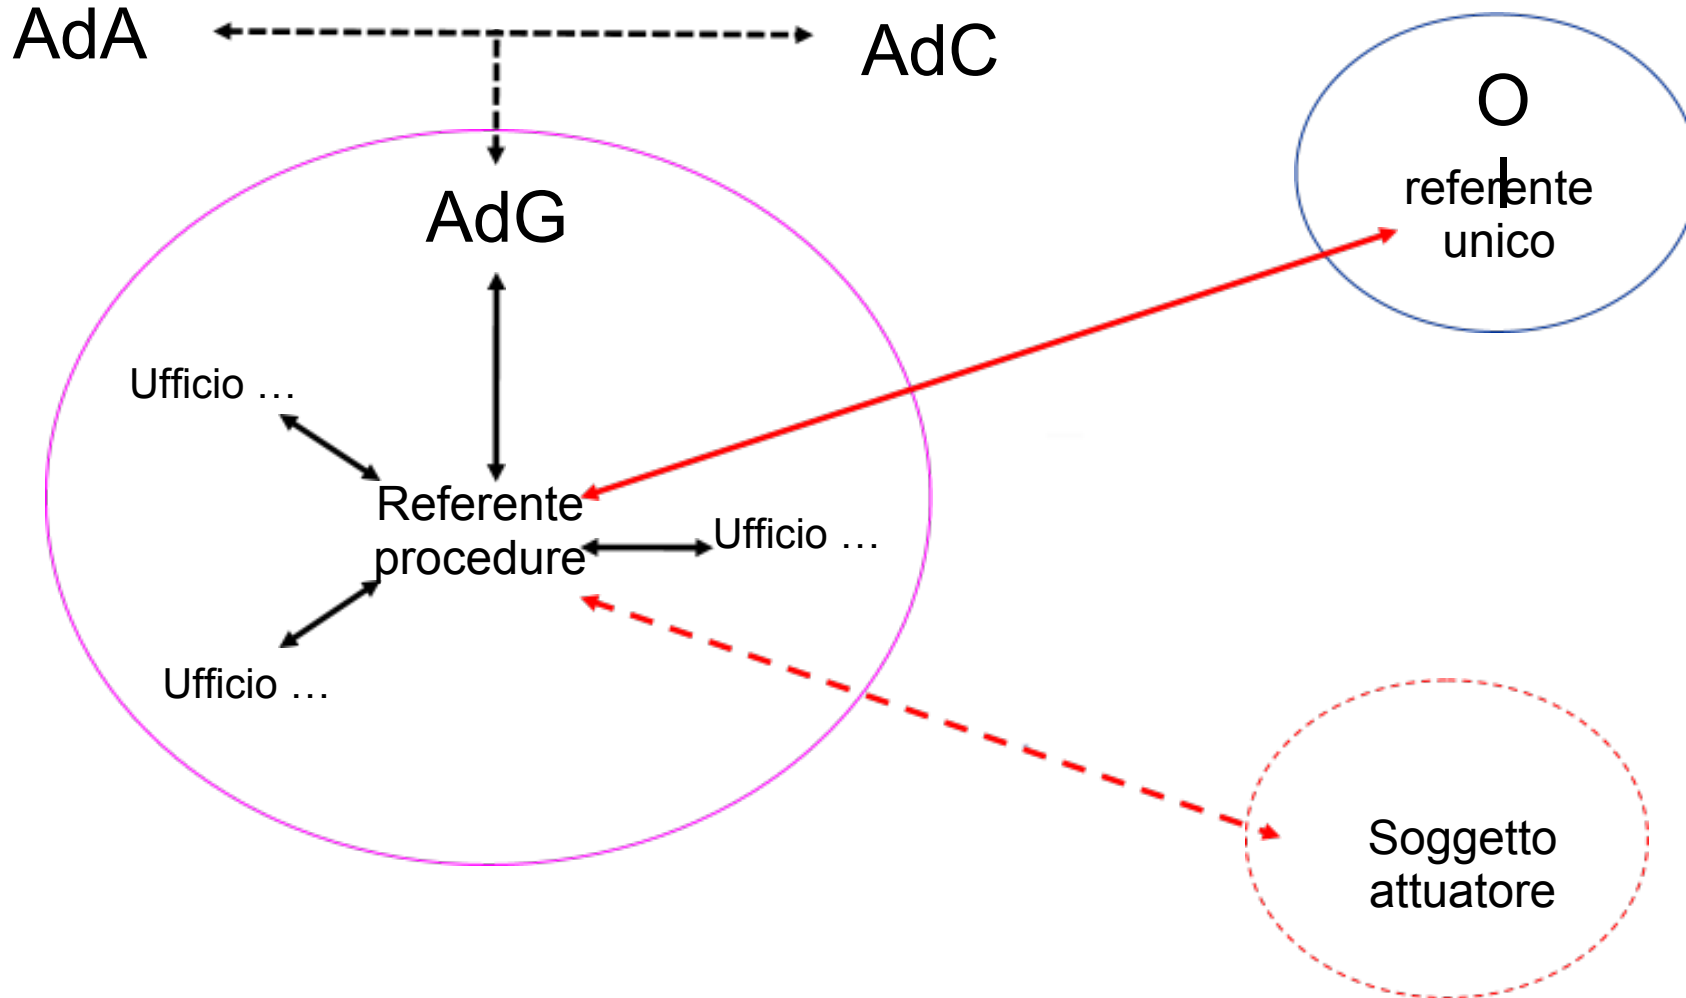 AdA
AdC
O
I
referente
unico
AdG
Ufficio …
Referente
procedure
Ufficio …
Ufficio …
Soggetto
attuatore